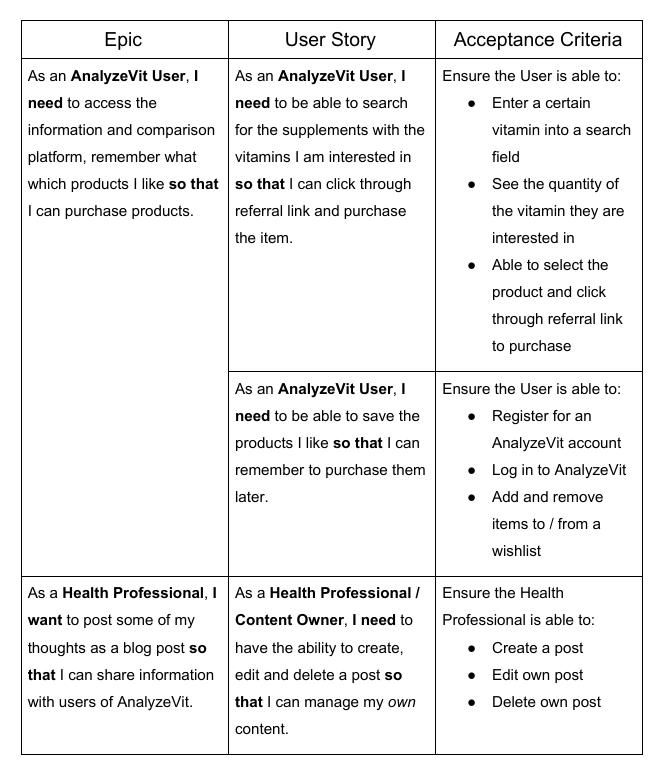 Epic
User Story
Acceptance Criteria
As an AnalyzeVit User, I
need to access the
information and comparison
platform, remember what
which products I like so that
I can purchase products.
As an AnalyzeVit User, I
need to be able to search
for the supplements with the
vitamins I am interested in
so that I can click through
referral link and purchase
the item.
Ensure the User is able to:
● Enter a certain
vitamin into a search
field
● See the quantity of
the vitamin they are
interested in
● Able to select the
product and click
through referral link
to purchase
As an AnalyzeVit User, I
need to be able to save the
products I like so that I can
remember to purchase them
later.
Ensure the User is able to:
● Register for an
AnalyzeVit account
● Log in to AnalyzeVit
● Add and remove
items to / from a
wishlist
As a Health Professional, I
want to post some of my
thoughts as a blog post so
that I can share information
with users of AnalyzeVit.
As a Health Professional /
Content Owner, I need to
have the ability to create,
edit and delete a post so
that I can manage my own
content.
Ensure the Health
Professional is able to:
● Create a post
● Edit own post
● Delete own post